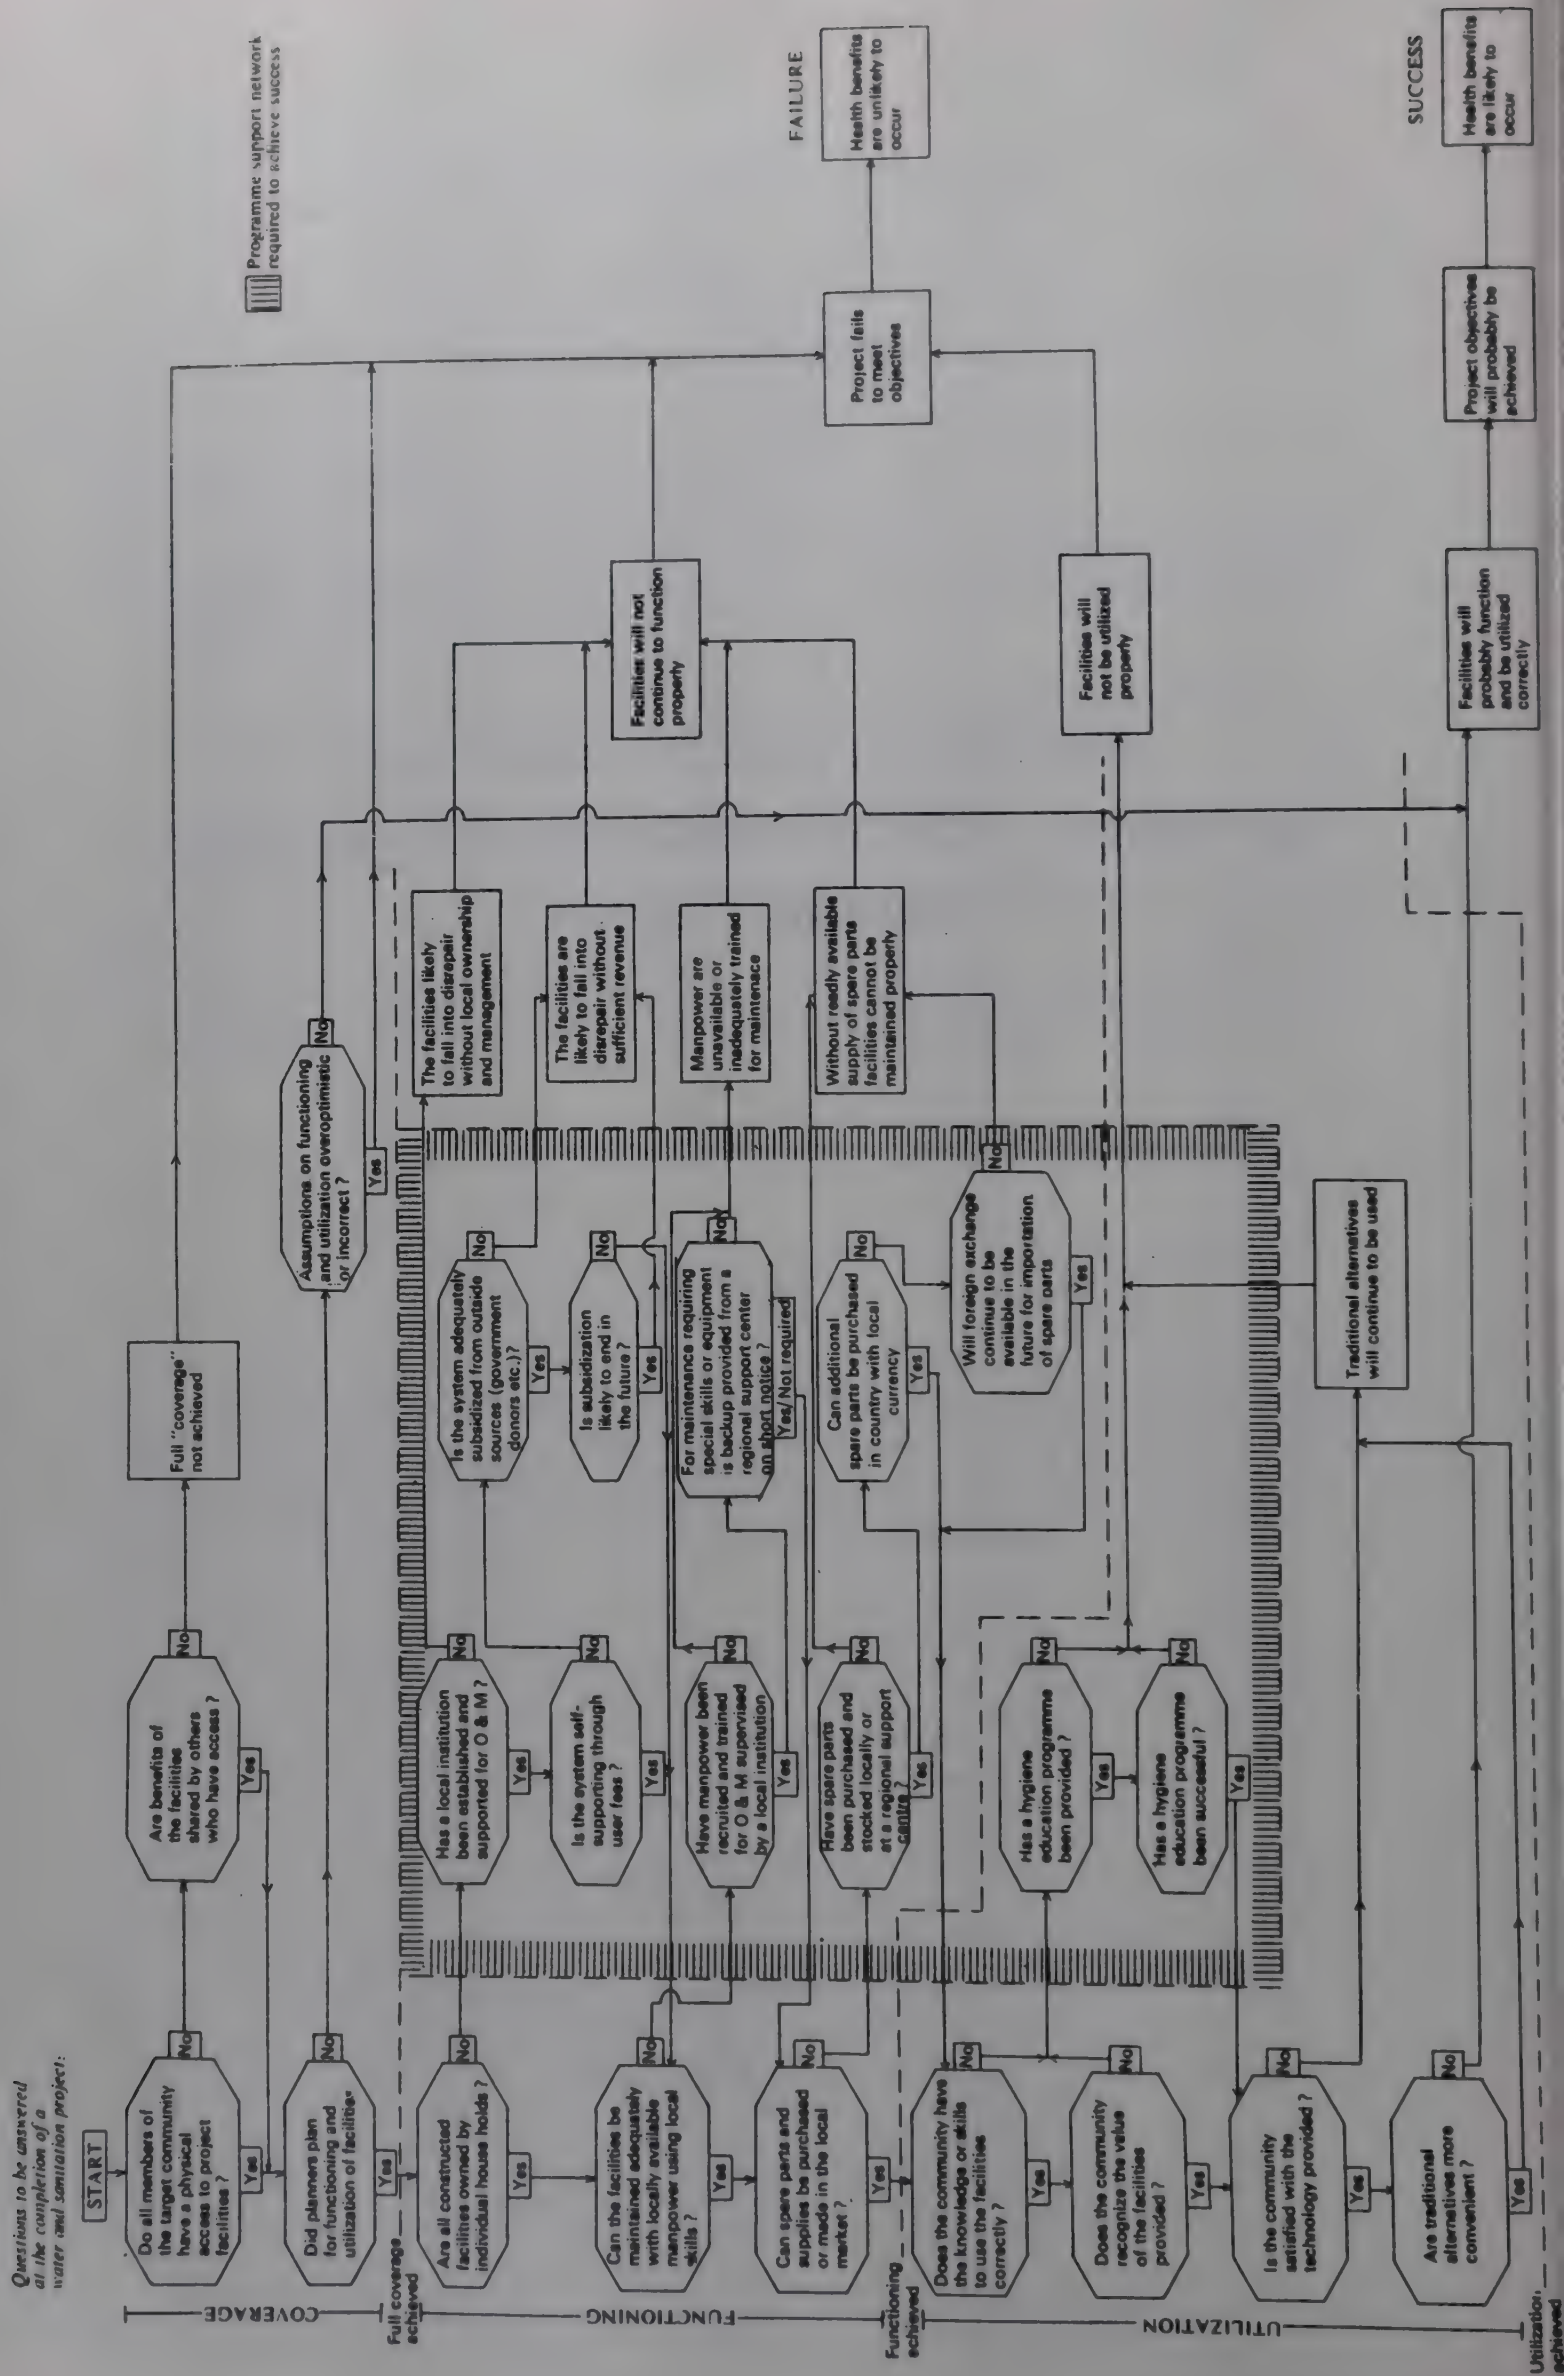 Questions to be answered
at the completion of a
water and sanitation project:
START
Do all members of
the target community
have a physical
access to project
facilities ?
No
Yes
Are benefits of
the facilities
shared by others
who have access ?
No
Yes
Full "coverage"
not achieved
Programme support network
required to achieve success
Did planners plan
for functioning and
utilization of facilities
No
Yes
Assumptions on functioning
and utilization overoptimistic
or incorrect ?
No
Yes
COVERAGE
Full coverage
achieved
Are all constructed
facilities owned by
individual house holds ?
No
Yes
Has a local institution
been established and
supported for O & M ?
No
Yes
The facilities likely
to fall into disrepair
without local ownership
and management
Is the system self-
supporting through
user fees ?
No
Yes
Is the system adequately
subsidized from outside
sources (government
donors etc.)?
No
Yes
Is subsidization
likely to end in
the future ?
No
Yes
The facilities are
likely to fall into
disrepair without
sufficient revenue
Can the facilities be
maintained adequately
with locally available
manpower using local
skills ?
No
Yes
Have manpower been
recruited and trained
for O & M supervised
by a local institution
No
Yes
For maintenance requiring
special skills or equipment
is backup provided from a
regional support center
on short notice ?
No
Yes/Not required
Manpower are
unavailable or
inadequately trained
for maintenace
Facilities will not
continue to function
properly
FUNCTIONING
Can spare parts and
supplies be purchased
or made in the local
market ?
No
Yes
Have spare parts
been purchased and
stocked locally or
at a regional support
centre ?
No
Yes
Can additional
spare parts be purchased
in country with local
currency
No
Yes
Without readly available
supply of spare parts
facilities cannot be
maintained properly
Will foreign exchange
continue to be
available in the
future for importation
of spare parts
No
Yes
Project fails
to meet
objectives
FAILURE
Health benefits
are unlikely to
occur
Functioning
achieved
Does the community have
the knowledge or skills
to use the facilities
correctly ?
No
Yes
Has a hygiene
education programme
been provided ?
No
Yes
Does the community
recognize the value
of the facilities
provided ?
No
Yes
Has a hygiene
education programme
been successful ?
No
Yes
Facilities will
not be utilized
properly
UTILIZATION
Is the community
satisfied with the
technology provided ?
No
Yes
Traditional alternatives
will continue to be used
Are traditional
alternatives more
convenient ?
No
Yes
Facilities will
probably function
and be utilized
correctly
Project objectives
will probably be
achieved
SUCCESS
Health benefits
are likely to
occur
Utilization
achieved